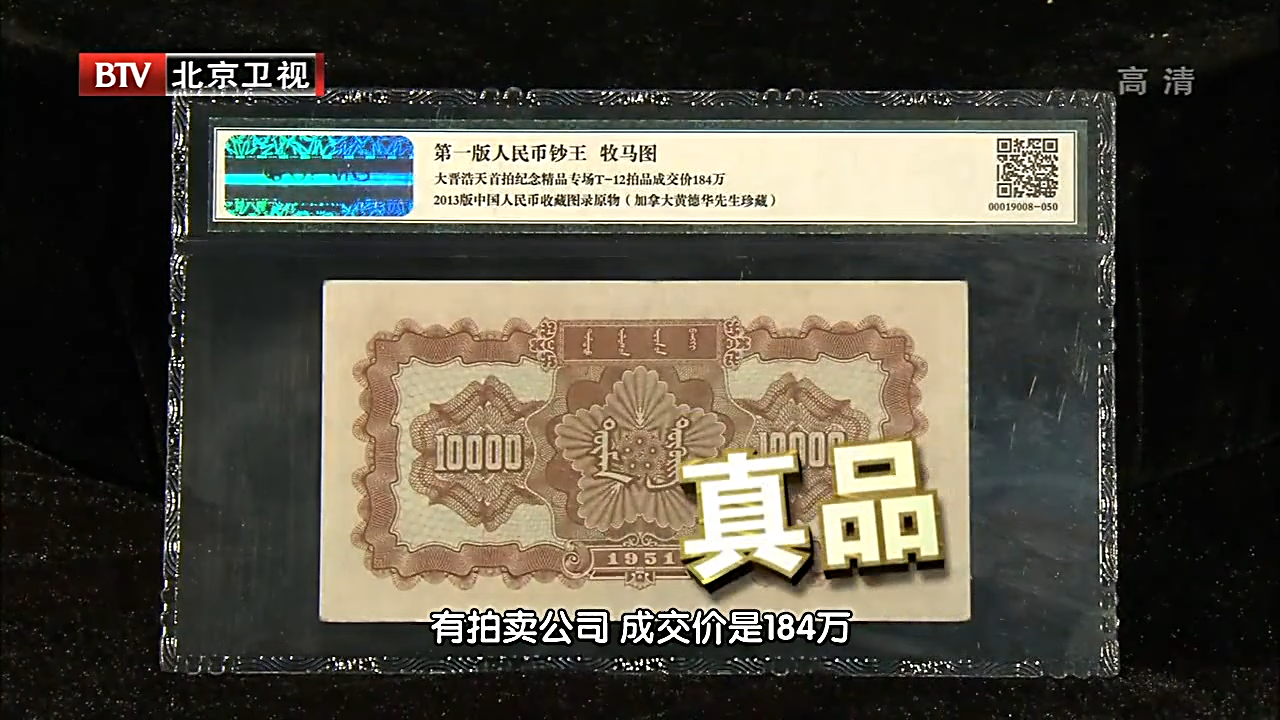 BTV 北京卫视
高清
第一版人民币钞王 牧马图
大晋浩天首拍纪念精品专场T-12拍品成交价184万
2013版中国人民币收藏图录原物（加拿大黄德华先生珍藏）
00019008-050
10000
10000
1951
真品
有拍卖公司 成交价是184万